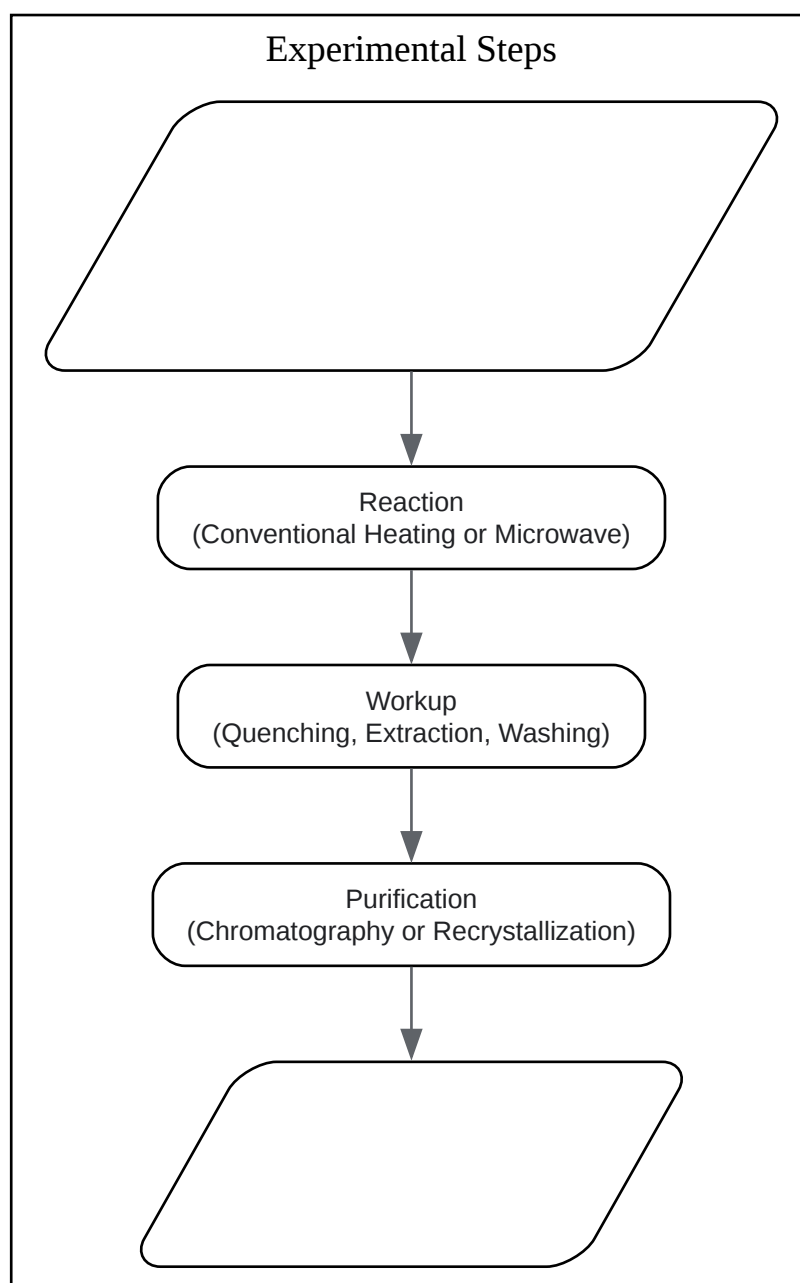 Experimental Steps
Reaction
(Conventional Heating or Microwave)
Workup
(Quenching, Extraction, Washing)
Purification
(Chromatography or Recrystallization)